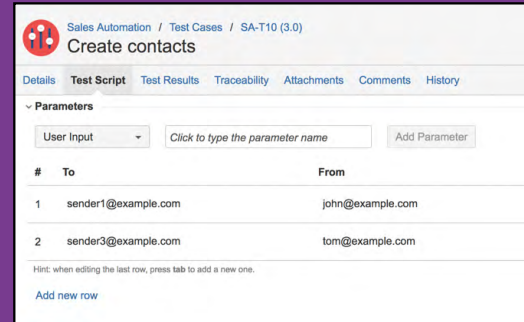 Sales Automation / Test Cases / SA-T10 (3.0)
Create contacts
Details Test Script Test Results Traceability Attachments Comments History
Parameters
User Input Click to type the parameter name Add Parameter
# To From
1 sender1@example.com john@example.com
2 sender3@example.com tom@example.com
Hint: when editing the last row, press tab to add a new one.
Add new row